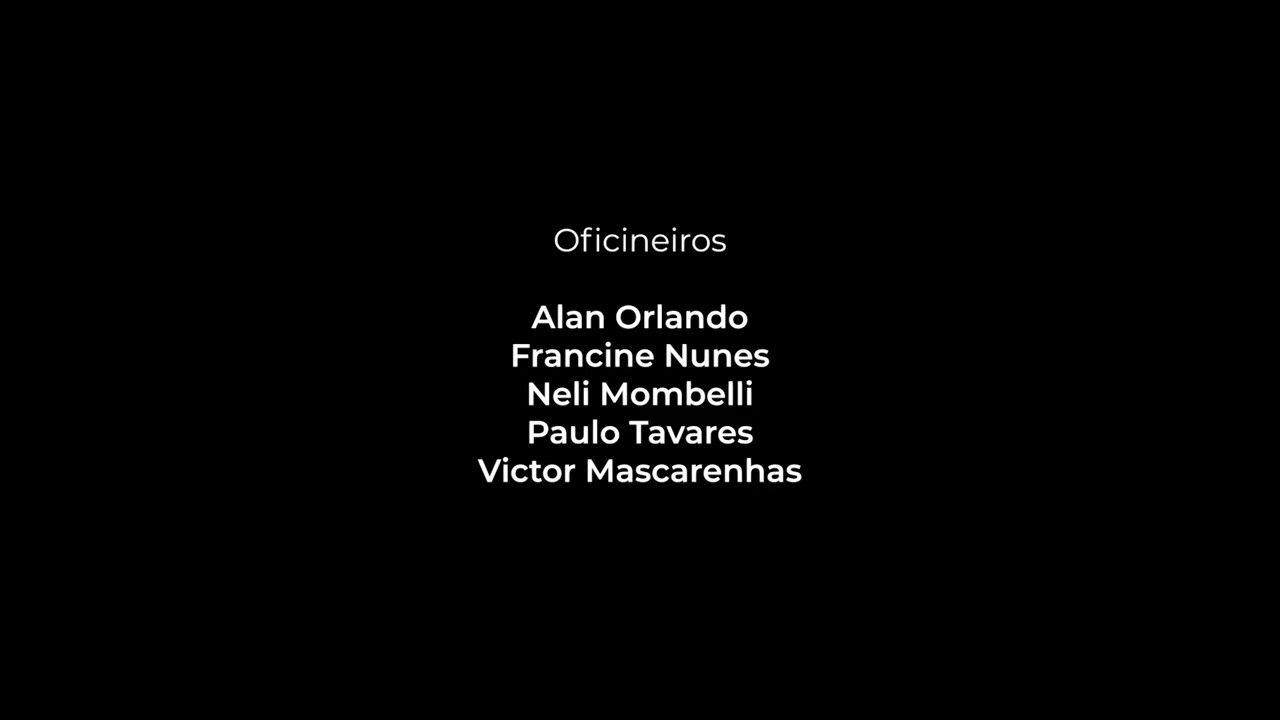 Oficineiros
Alan Orlando
Francine Nunes
Neli Mombelli
Paulo Tavares
Victor Mascarenhas